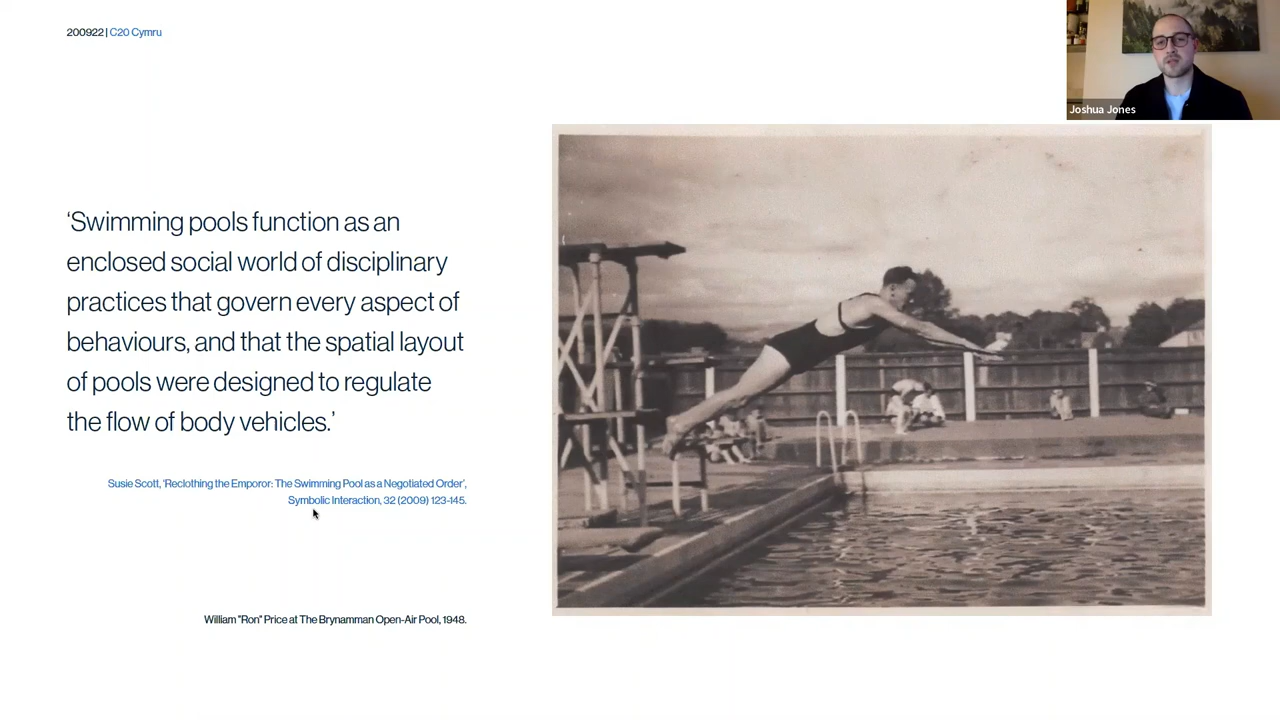 200922 | C20 Cymru
Joshua Jones
‘Swimming pools function as an
enclosed social world of disciplinary
practices that govern every aspect of
behaviours, and that the spatial layout
of pools were designed to regulate
the flow of body vehicles.’
Susie Scott, ‘Reclothing the Emporor: The Swimming Pool as a Negotiated Order’,
Symbolic Interaction, 32 (2009) 123-145.
William "Ron" Price at The Brynamman Open-Air Pool, 1948.